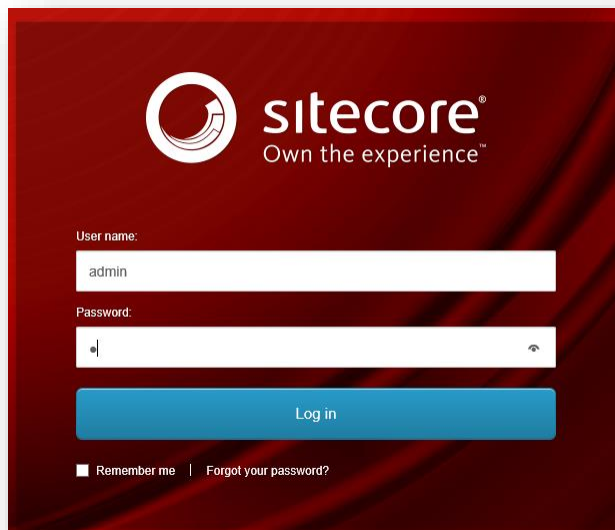 sitecore®
Own the experience™
User name:
admin
Password:
•
Log in
Remember me | Forgot your password?